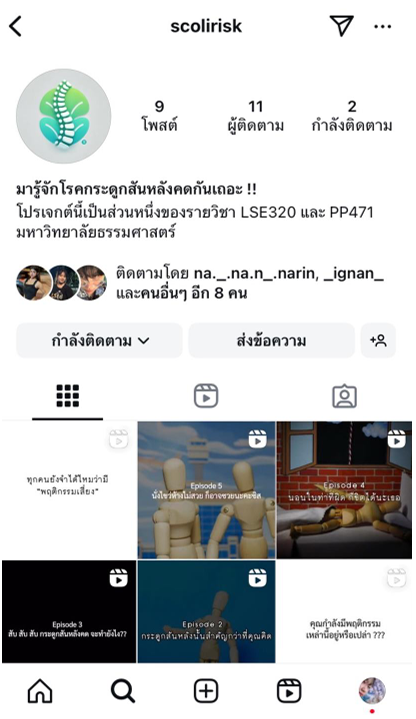 scolirisk
9
11
2
โพสต์
ผู้ติดตาม
กำลังติดตาม
มารู้จักโรคกระดูกสันหลังคดกันเถอะ !!
โปรเจกต์นี้เป็นส่วนหนึ่งของรายวิชา LSE320 และ PP471
มหาวิทยาลัยธรรมศาสตร์
ติดตามโดย na._.na.n_.narin, _ignan_
และคนอื่นๆ อีก 8 คน
กำลังติดตาม
ส่งข้อความ
ทุกคนยังจำได้ไหมว่ามี
"พฤติกรรมเสี่ยง"
Episode 5
นั่งไขว่ห้างไม่สวย ก็อาจซวยนะคะซิส
Episode 4
นอนในท่าที่ผิด ก็ชิดได้นะเธอ
Episode 3
สับ สับ สับ กระดูกสันหลังคด จะทำยังไง??
Episode 2
กระดูกสันหลังนั้นสำคัญกว่าที่คุณคิด
คุณกำลังมีพฤติกรรม
เหล่านี้อยู่หรือเปล่า ???